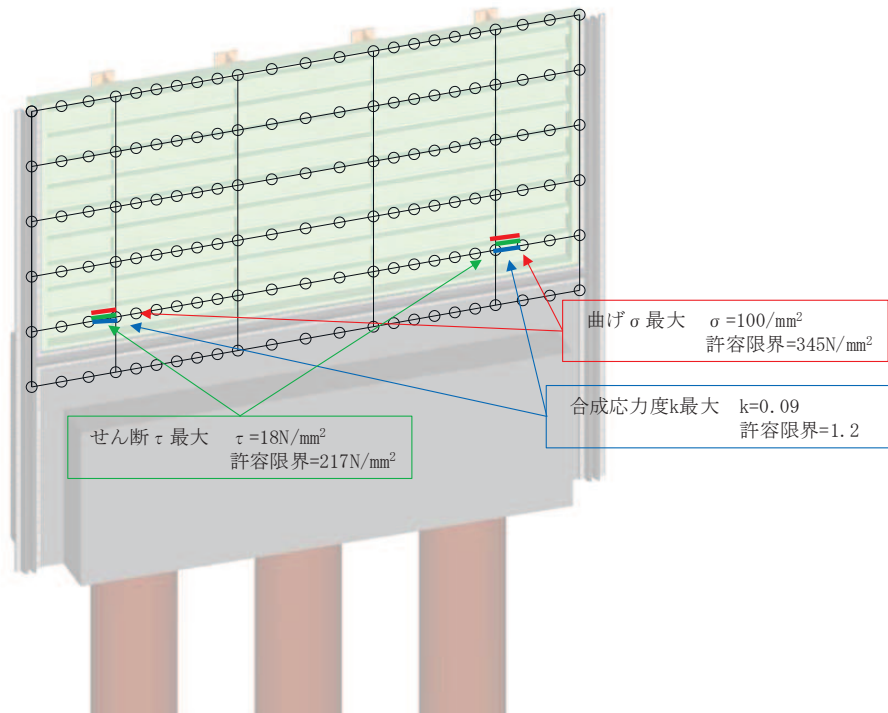 曲げσ最大　σ=100/mm²
許容限界=345N/mm²
合成応力度k最大　k=0.09
許容限界=1.2
せん断τ最大　τ=18N/mm²
許容限界=217N/mm²